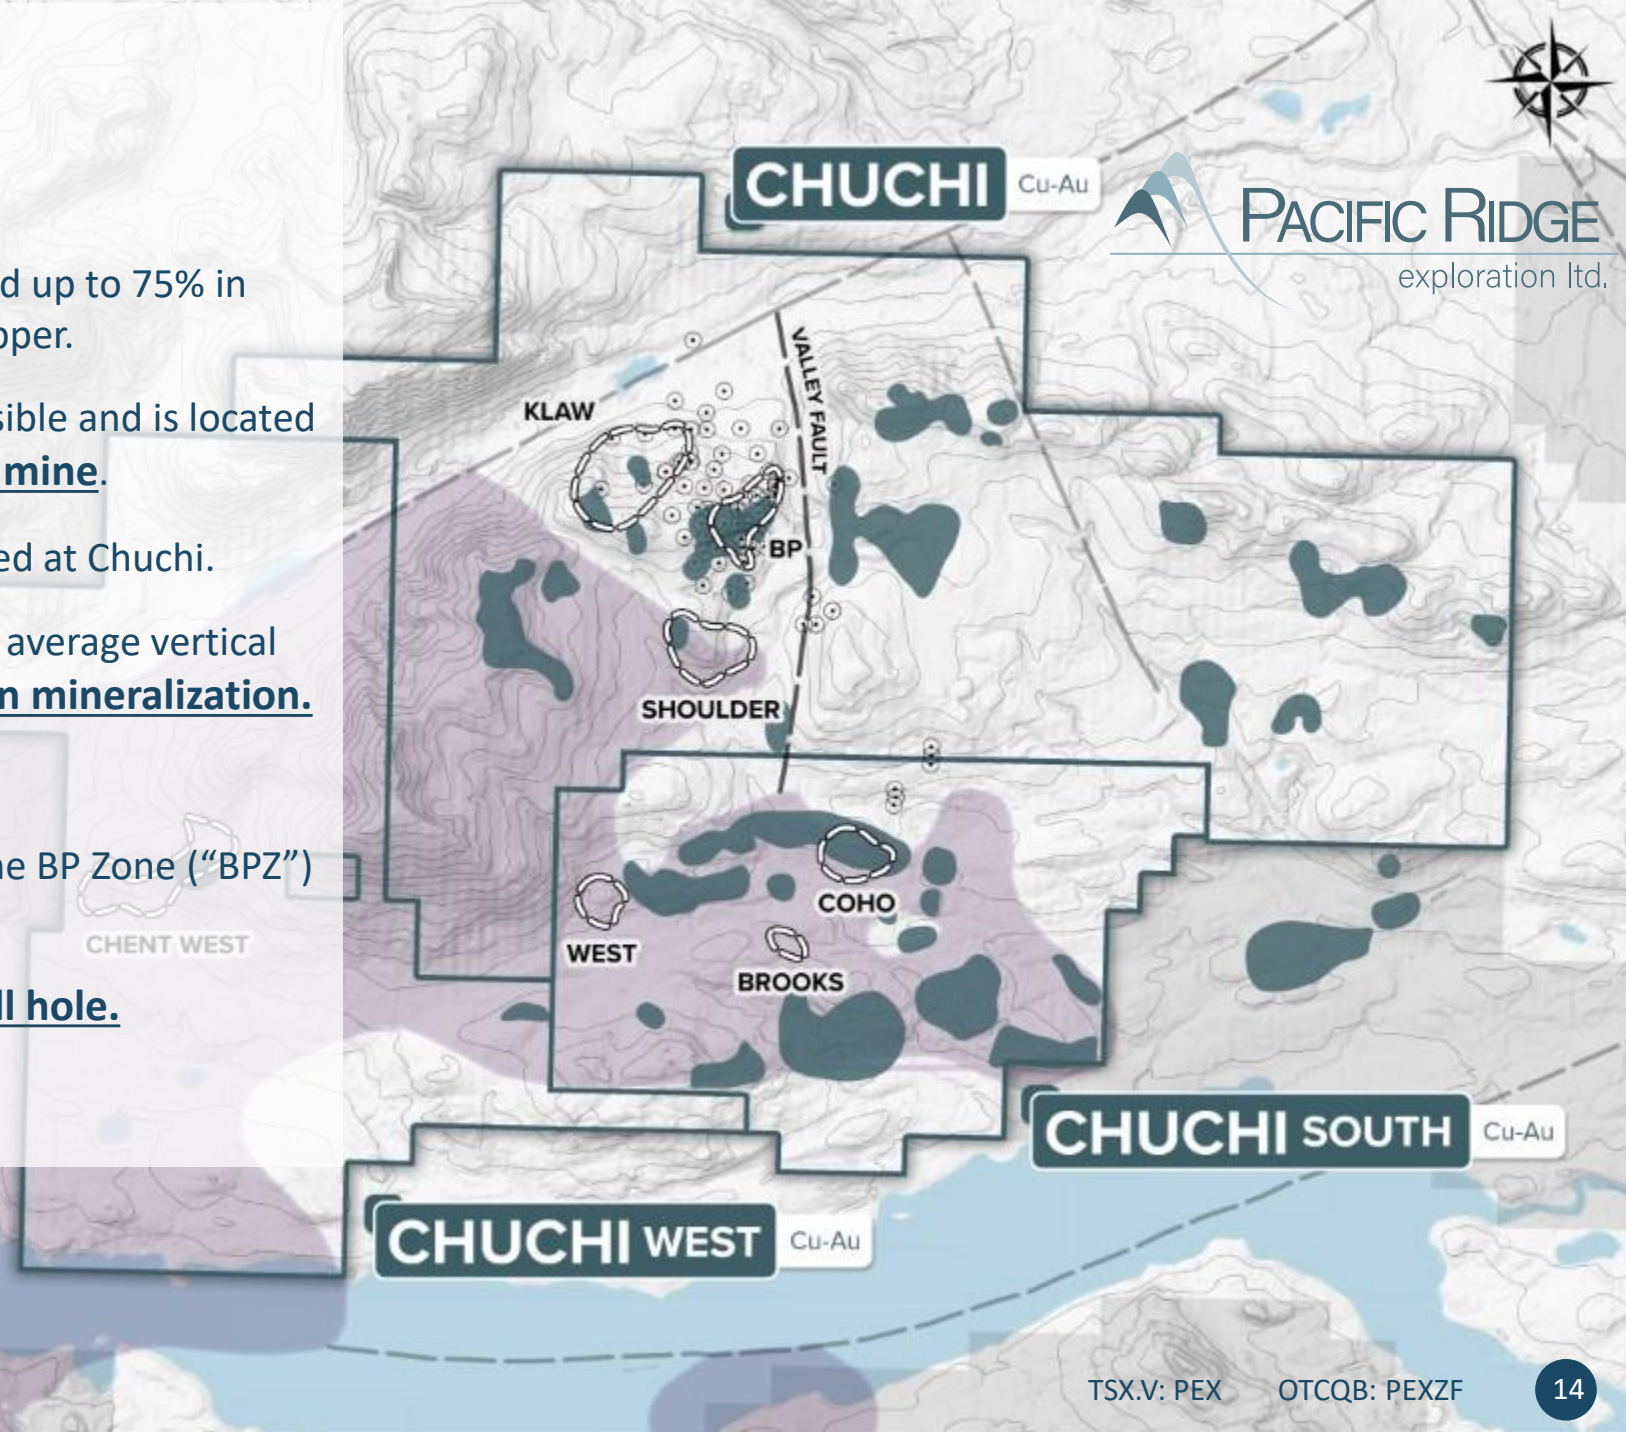 CHUCHI Cu-Au
PACIFIC RIDGE
exploration ltd.
d up to 75% in
pper.
sible and is located
mine.
ed at Chuchi.
average vertical
n mineralization.
ne BP Zone (“BPZ”)
ll hole.
KLAW
VALLEY FAULT
BP
SHOULDER
CHENT WEST
COHO
WEST
BROOKS
CHUCHI SOUTH Cu-Au
CHUCHI WEST Cu-Au
TSX.V: PEX OTCQB: PEXZF 14